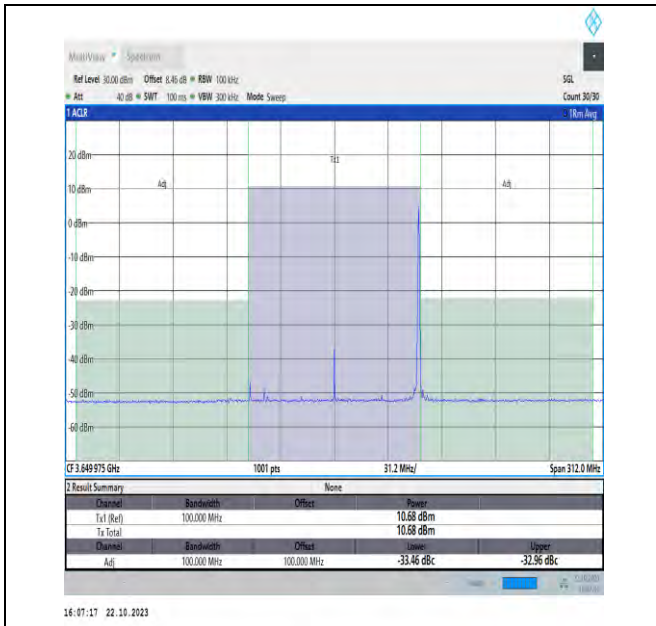 MultiView Spectrum
Ref Level 30.00 dBm Offset 8.46 dB RBW 100 kHz SGL
Att 40 dB SWT 100 ms VBW 300 kHz Mode Sweep Count 30/30
1 ACLR 1Rm Avg
20 dBm
Tx1
10 dBm Adj Adj
0 dBm
-10 dBm
-20 dBm
-30 dBm
-40 dBm
-50 dBm
-60 dBm
CF 3.649 975 GHz 1001 pts 31.2 MHz/ Span 312.0 MHz
2 Result Summary None
Channel Bandwidth Offset Power
Tx1 (Ref) 100.000 MHz 10.68 dBm
Tx Total 10.68 dBm
Channel Bandwidth Offset Lower Upper
Adj 100.000 MHz 100.000 MHz -33.46 dBc -32.96 dBc
16:07:17 22.10.2023